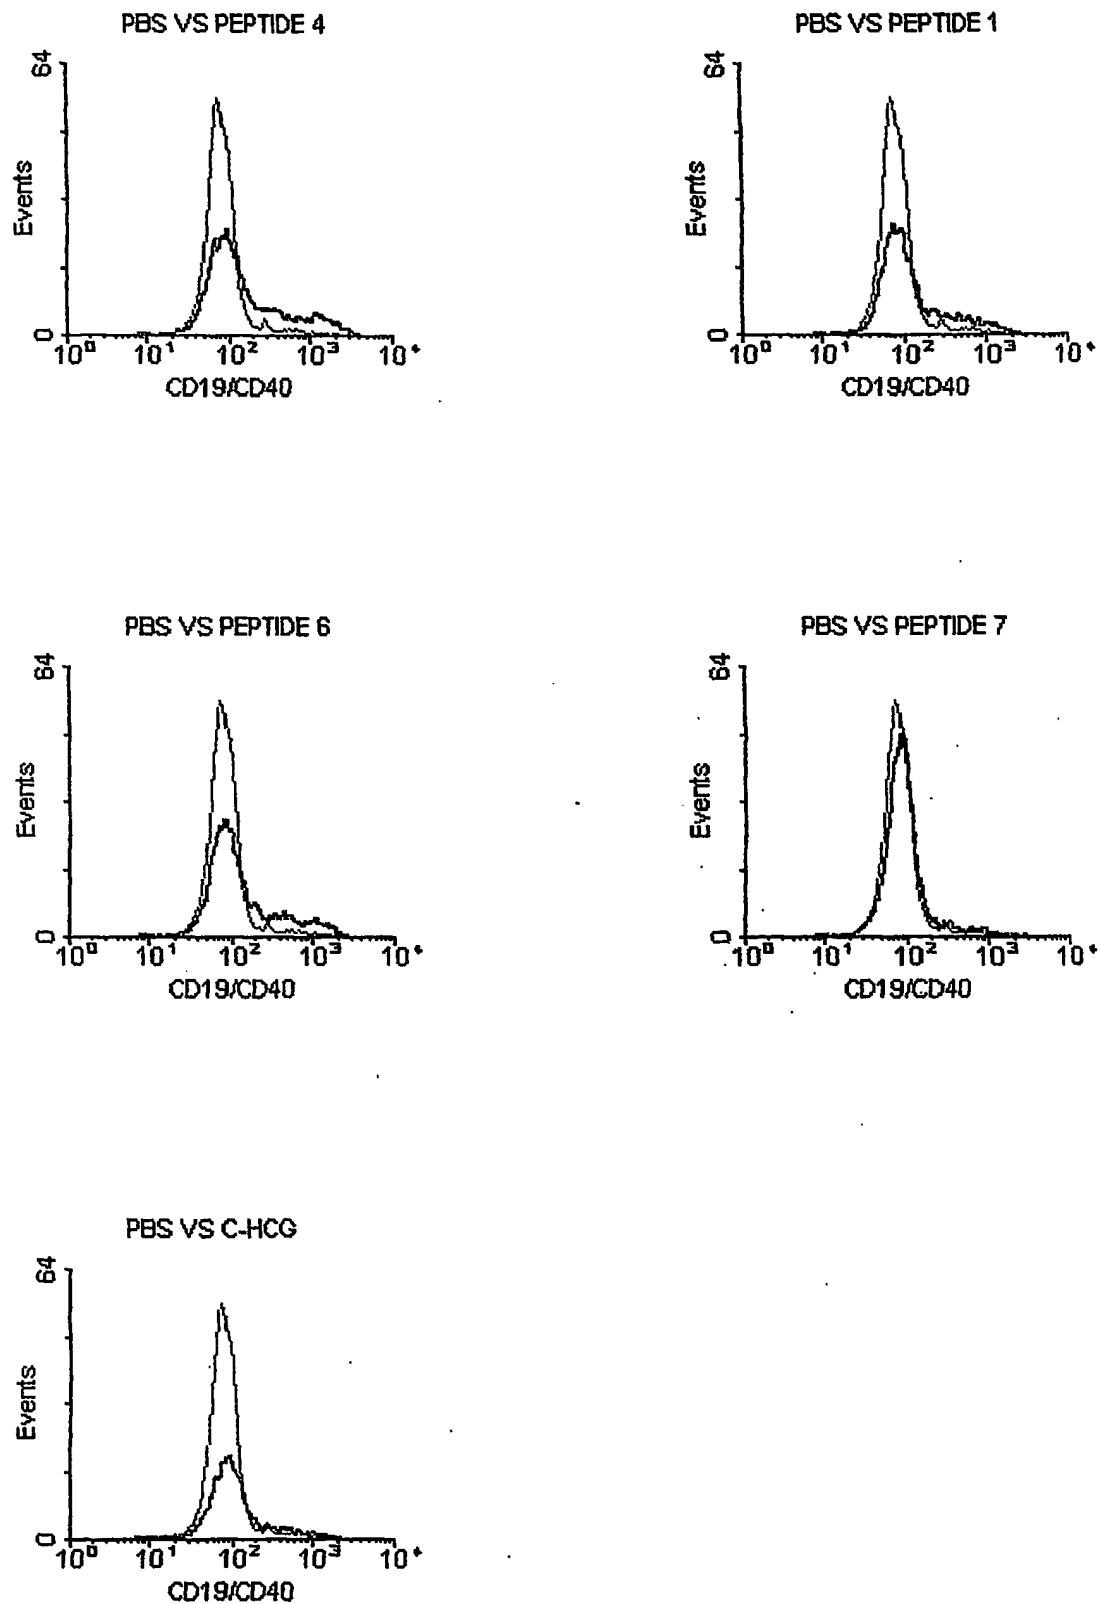 PBS VS PEPTIDE 4
64
Events
0
10⁰ 10¹ 10² 10³ 10⁴
CD19/CD40
PBS VS PEPTIDE 1
64
Events
0
10⁰ 10¹ 10² 10³ 10⁴
CD19/CD40
PBS VS PEPTIDE 6
64
Events
0
10⁰ 10¹ 10² 10³ 10⁴
CD19/CD40
PBS VS PEPTIDE 7
64
Events
0
10⁰ 10³ 10² 10³ 10⁴
CD19/CD40
PBS VS C-HCG
64
Events
0
10⁰ 10¹ 10² 10³ 10⁴
CD19/CD40